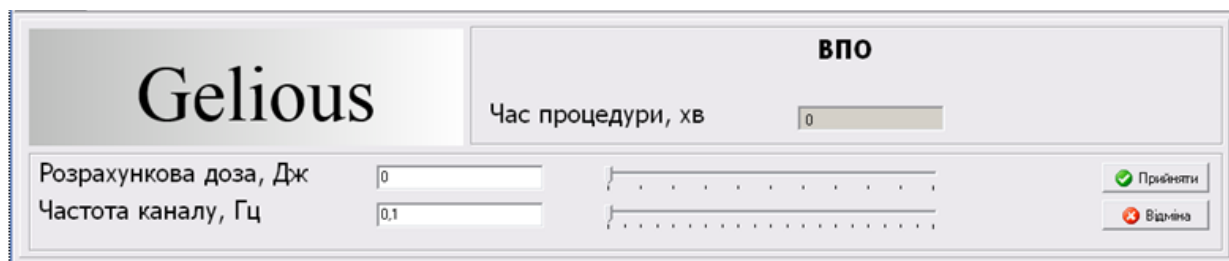 Gelious
ВПО
Час процедури, хв 0
Розрахункова доза, Дж 0
Прийняти
Частота каналу, Гц 0,1
Відміна